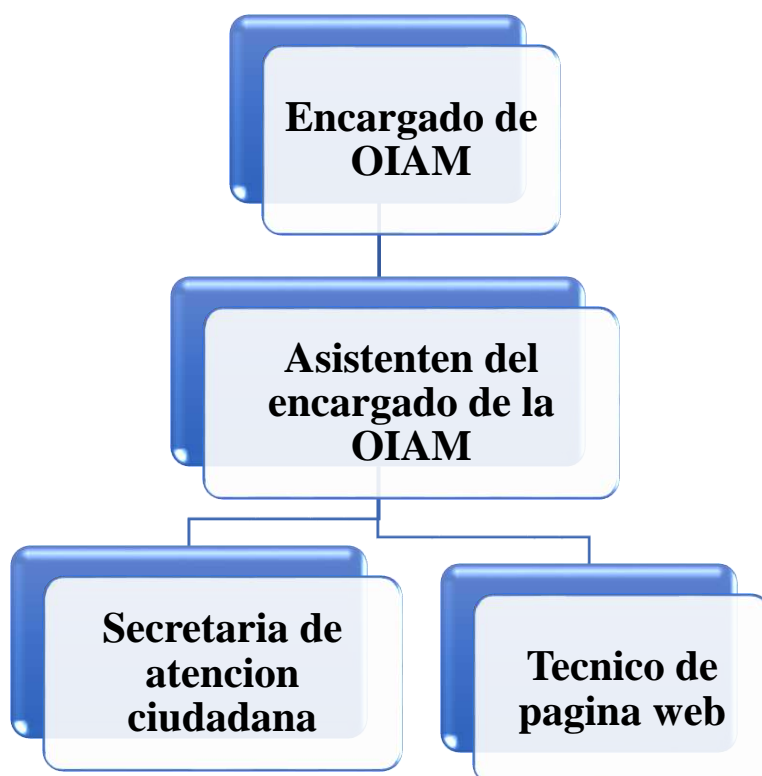 Encargado de
OIAM
Asistenten del
encargado de la
OIAM
Secretaria de
atencion
ciudadana
Tecnico de
pagina web